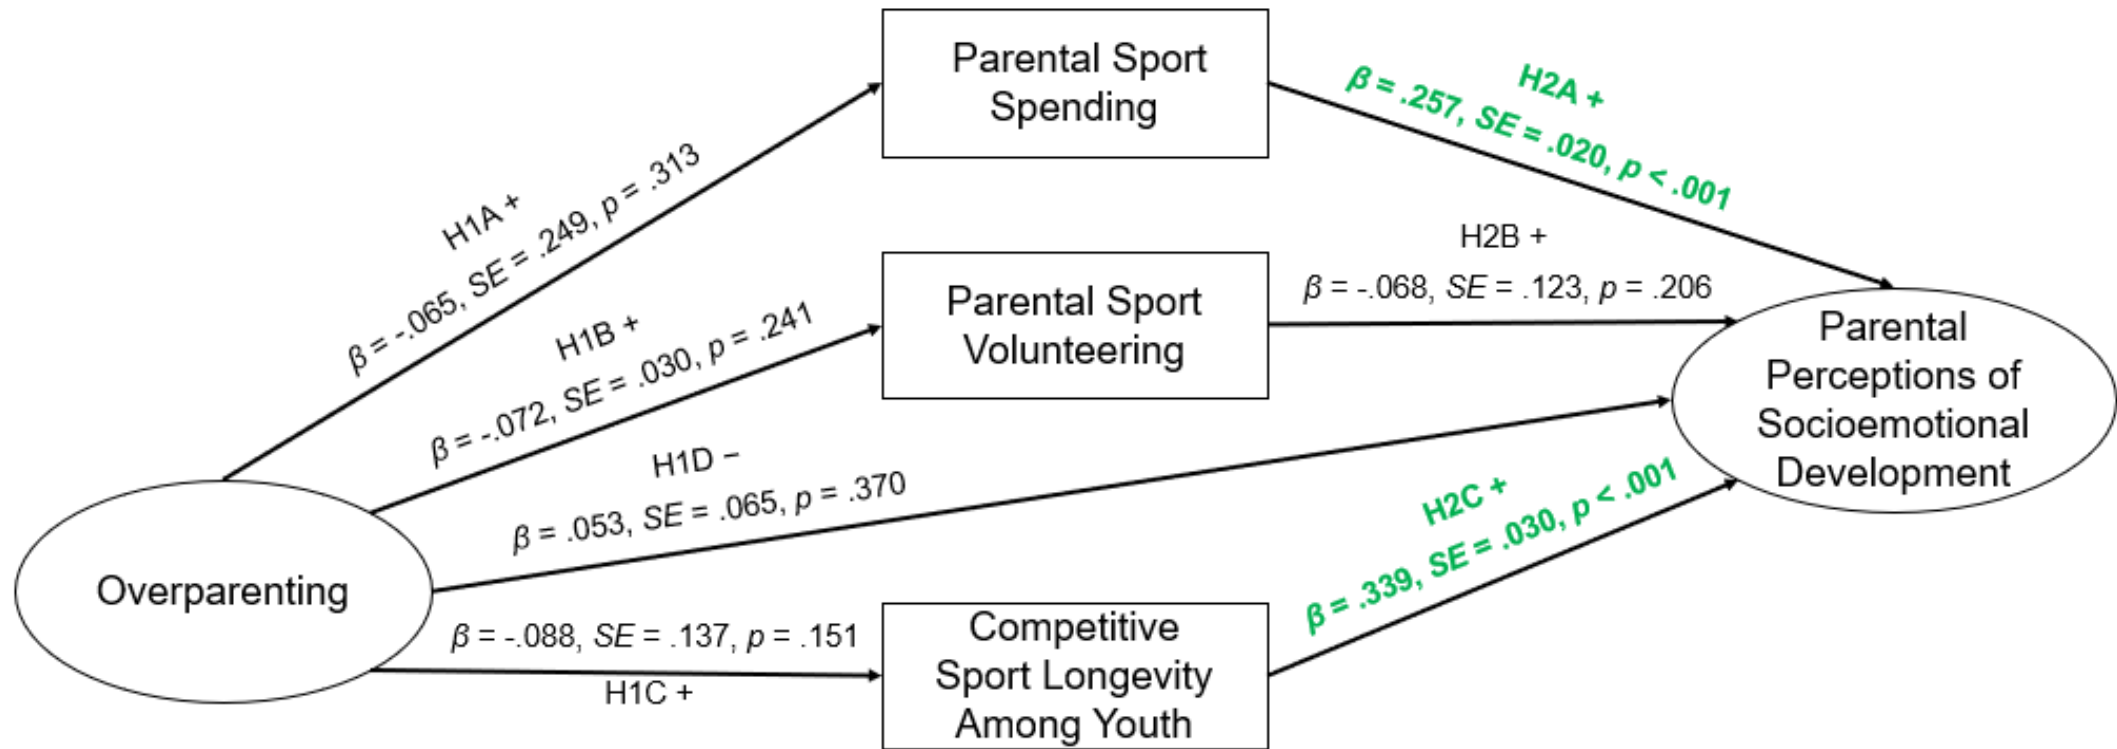 Parental Sport
Spending
H2A +
β = .257, SE = .020, p < .001
H1A +
β = -.065, SE = .249, p = .313
H2B +
β = -.068, SE = .123, p = .206
Parental Sport
Volunteering
H1B +
β = -.072, SE = .030, p = .241
Parental
Perceptions of
Socioemotional
Development
H1D –
β = .053, SE = .065, p = .370
H2C +
β = .339, SE = .030, p < .001
Overparenting
β = -.088, SE = .137, p = .151
H1C +
Competitive
Sport Longevity
Among Youth